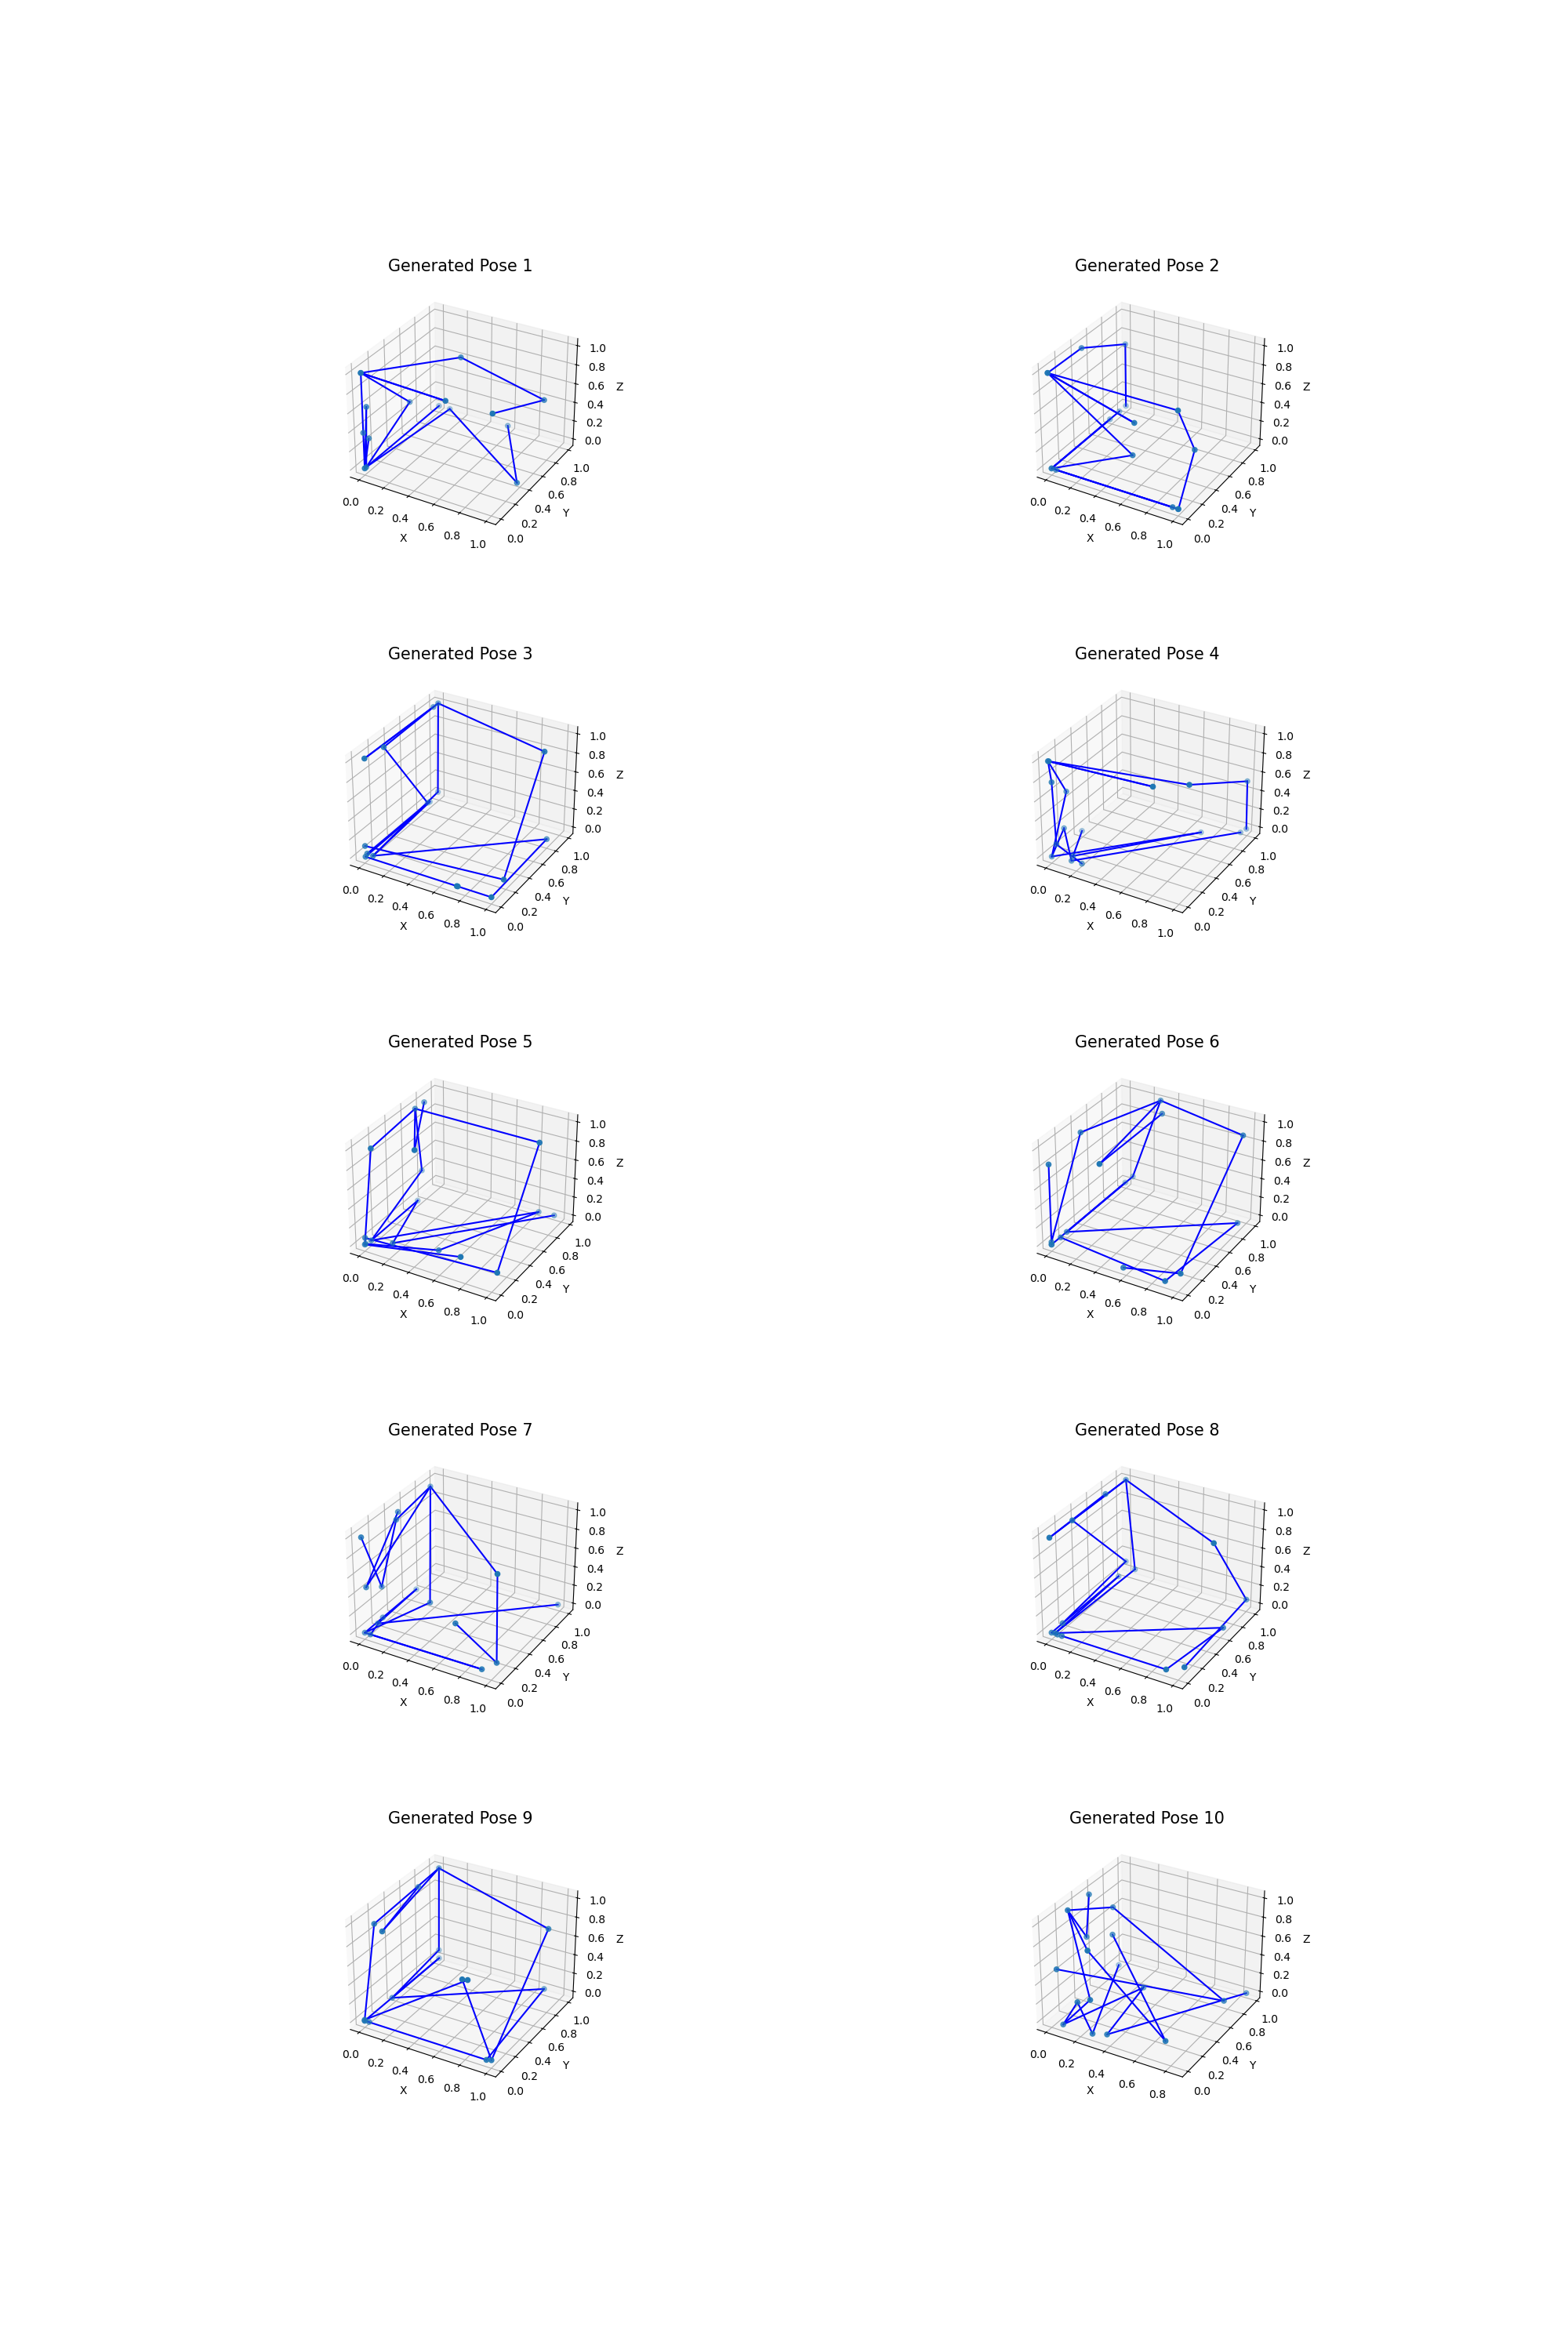 Generated Pose 1
0.0 0.2 0.4 0.6 0.8 1.0
X
0.0 0.2 0.4 0.6 0.8 1.0
Y
0.0 0.2 0.4 0.6 0.8 1.0
Z
Generated Pose 2
0.0 0.2 0.4 0.6 0.8 1.0
X
0.0 0.2 0.4 0.6 0.8 1.0
Y
0.0 0.2 0.4 0.6 0.8 1.0
Z
Generated Pose 3
0.0 0.2 0.4 0.6 0.8 1.0
X
0.0 0.2 0.4 0.6 0.8 1.0
Y
0.0 0.2 0.4 0.6 0.8 1.0
Z
Generated Pose 4
0.0 0.2 0.4 0.6 0.8 1.0
X
0.0 0.2 0.4 0.6 0.8 1.0
Y
0.0 0.2 0.4 0.6 0.8 1.0
Z
Generated Pose 5
0.0 0.2 0.4 0.6 0.8 1.0
X
0.0 0.2 0.4 0.6 0.8 1.0
Y
0.0 0.2 0.4 0.6 0.8 1.0
Z
Generated Pose 6
0.0 0.2 0.4 0.6 0.8 1.0
X
0.0 0.2 0.4 0.6 0.8 1.0
Y
0.0 0.2 0.4 0.6 0.8 1.0
Z
Generated Pose 7
0.0 0.2 0.4 0.6 0.8 1.0
X
0.0 0.2 0.4 0.6 0.8 1.0
Y
0.0 0.2 0.4 0.6 0.8 1.0
Z
Generated Pose 8
0.0 0.2 0.4 0.6 0.8 1.0
X
0.0 0.2 0.4 0.6 0.8 1.0
Y
0.0 0.2 0.4 0.6 0.8 1.0
Z
Generated Pose 9
0.0 0.2 0.4 0.6 0.8 1.0
X
0.0 0.2 0.4 0.6 0.8 1.0
Y
0.0 0.2 0.4 0.6 0.8 1.0
Z
Generated Pose 10
0.0 0.2 0.4 0.6 0.8
X
0.0 0.2 0.4 0.6 0.8 1.0
Y
0.0 0.2 0.4 0.6 0.8 1.0
Z